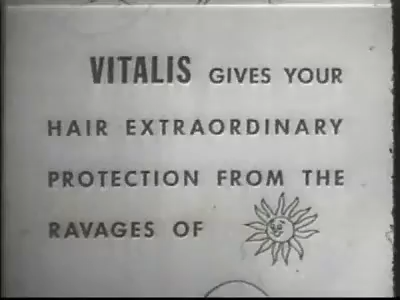 VITALIS GIVES YOUR
HAIR EXTRAORDINARY
PROTECTION FROM THE
RAVAGES OF